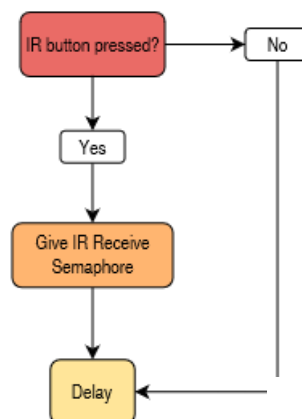 IR button pressed?
No
Yes
Give IR Receive
Semaphore
Delay